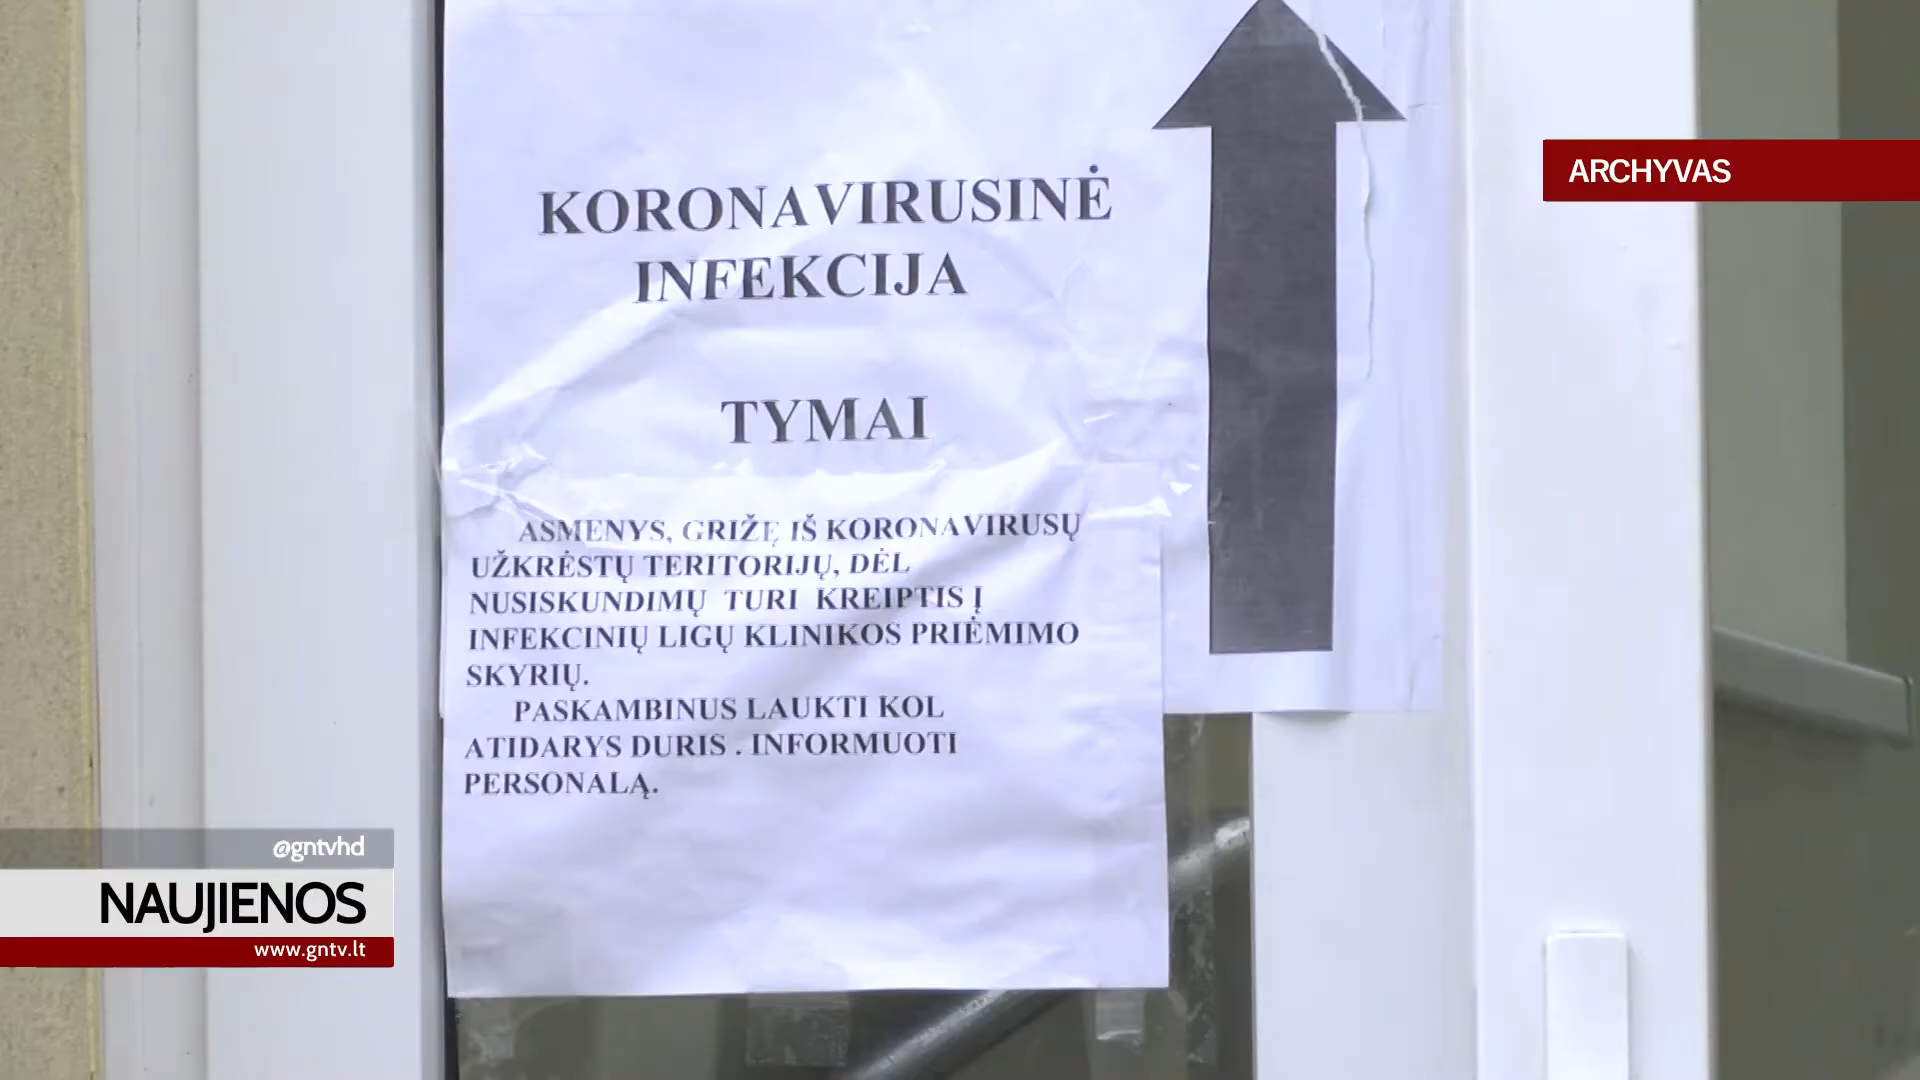 ARCHYVAS
KORONAVIRUSINĖ
INFEKCIJA
TYMAI
ASMENYS, GRIŽĘ IŠ KORONAVIRUSŲ
UŽKRĖSTŲ TERITORIJŲ, DĖL
NUSISKUNDIMŲ TURI KREIPTIS Į
INFEKCINIŲ LIGŲ KLINIKOS PRIĖMIMO
SKYRIŲ.
PASKAMBINUS LAUKTI KOL
ATIDARYS DURIS . INFORMUOTI
PERSONALĄ.
@gntvhd
NAUJIENOS
www.gntv.lt